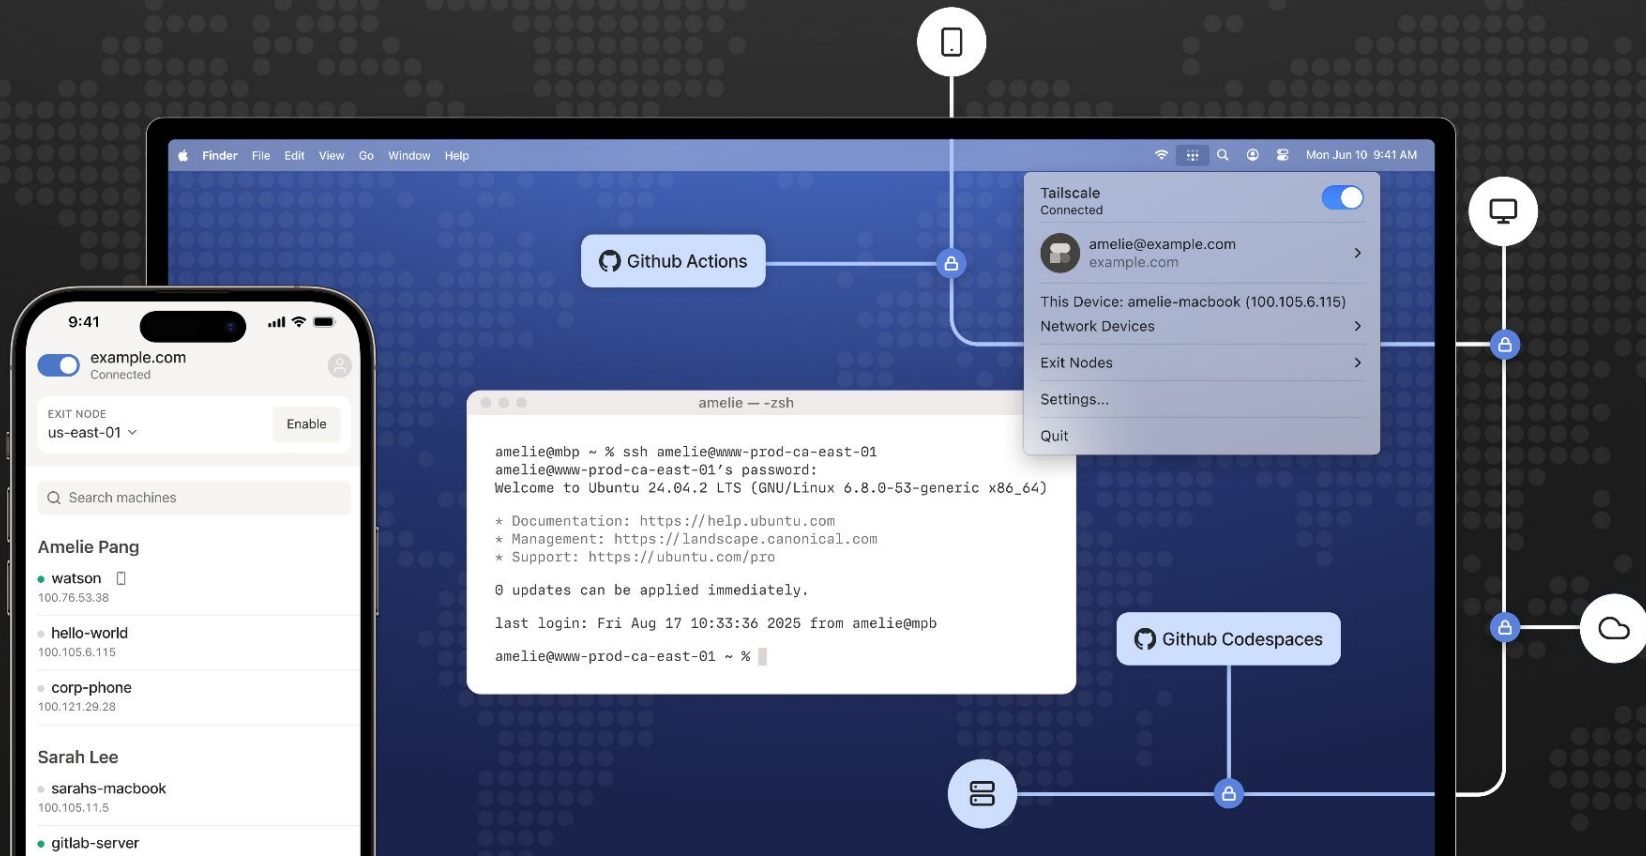 Finder File Edit View Go Window Help
Mon Jun 10 9:41 AM
Tailscale
Connected
amelie@example.com
example.com
This Device: amelie-macbook (100.105.6.115)
Network Devices
Exit Nodes
Settings...
Quit
Github Actions
amelie — -zsh
amelie@mbp ~ % ssh amelie@www-prod-ca-east-01
amelie@www-prod-ca-east-01’s password:
Welcome to Ubuntu 24.04.2 LTS (GNU/Linux 6.8.0-53-generic x86_64)
* Documentation: https://help.ubuntu.com
* Management: https://landscape.canonical.com
* Support: https://ubuntu.com/pro
0 updates can be applied immediately.
last login: Fri Aug 17 10:33:36 2025 from amelie@mpb
amelie@www-prod-ca-east-01 ~ %
Github Codespaces
9:41
example.com
Connected
EXIT NODE
us-east-01
Enable
Search machines
Amelie Pang
watson
100.76.53.38
hello-world
100.105.6.115
corp-phone
100.121.29.28
Sarah Lee
sarahs-macbook
100.105.11.5
gitlab-server